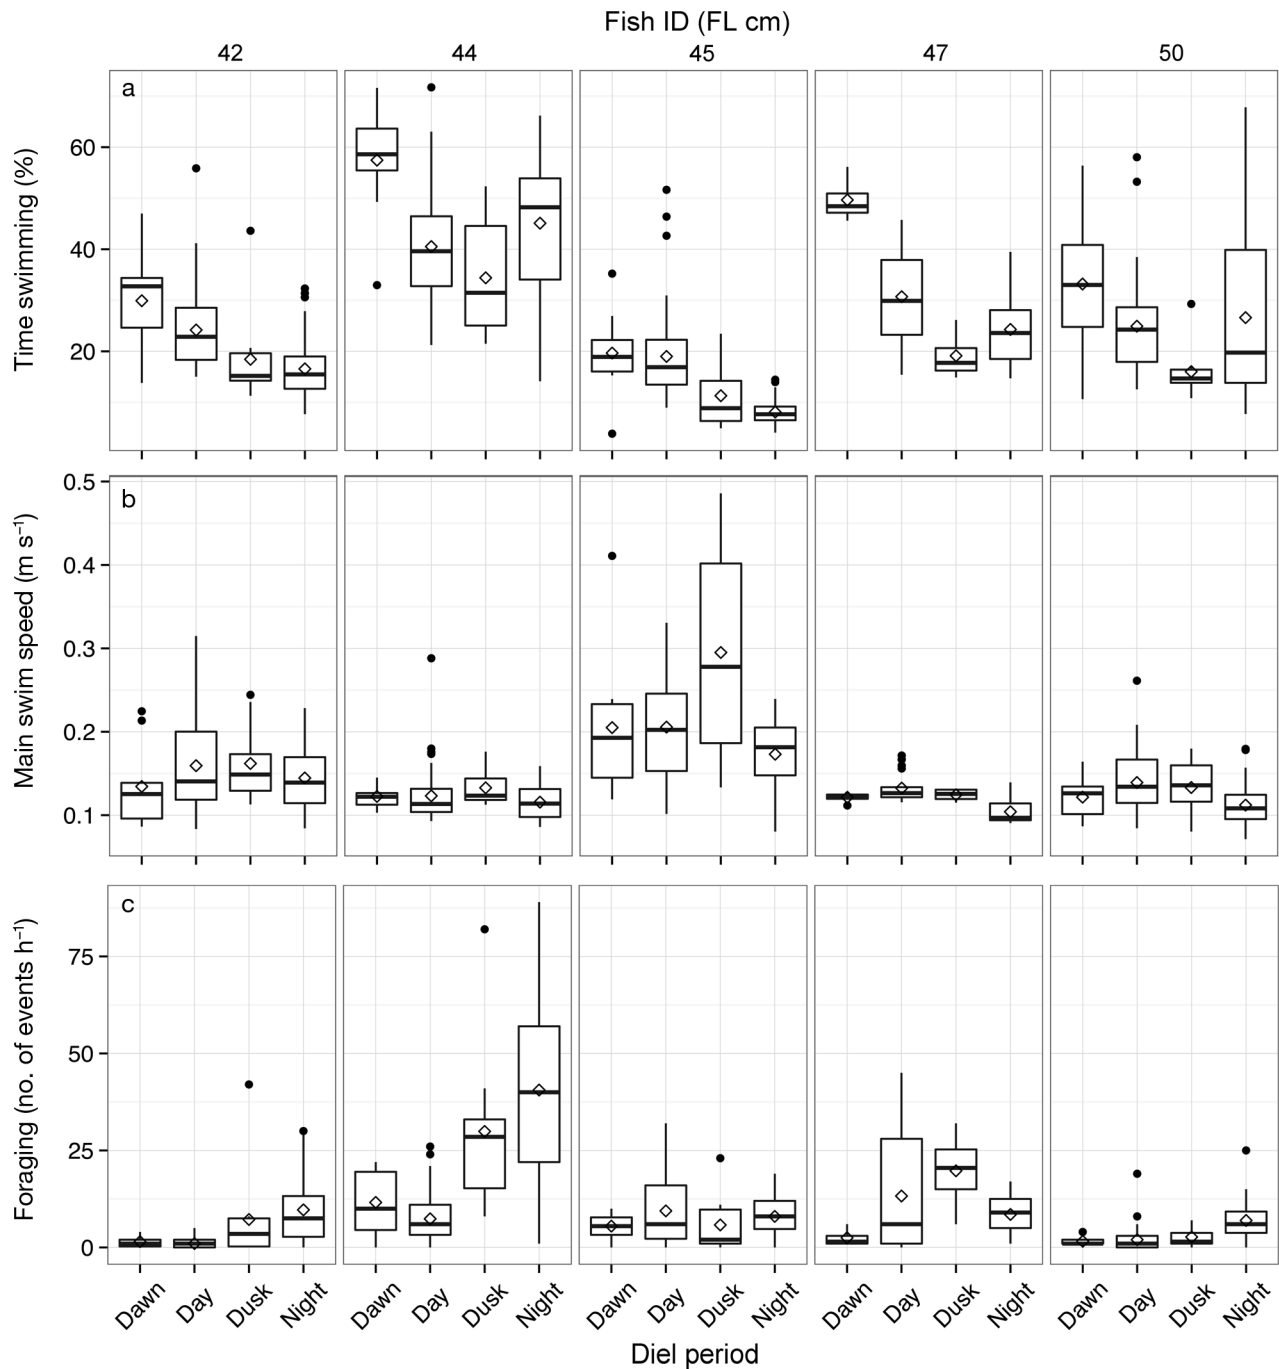 Fish ID (FL cm)
42 44 45 47 50
a
Time swimming (%)
60
40
20
b
Main swim speed (m s⁻¹)
0.5
0.4
0.3
0.2
0.1
c
Foraging (no. of events h⁻¹)
75
50
25
0
Dawn Day Dusk Night Dawn Day Dusk Night Dawn Day Dusk Night Dawn Day Dusk Night Dawn Day Dusk Night
Diel period